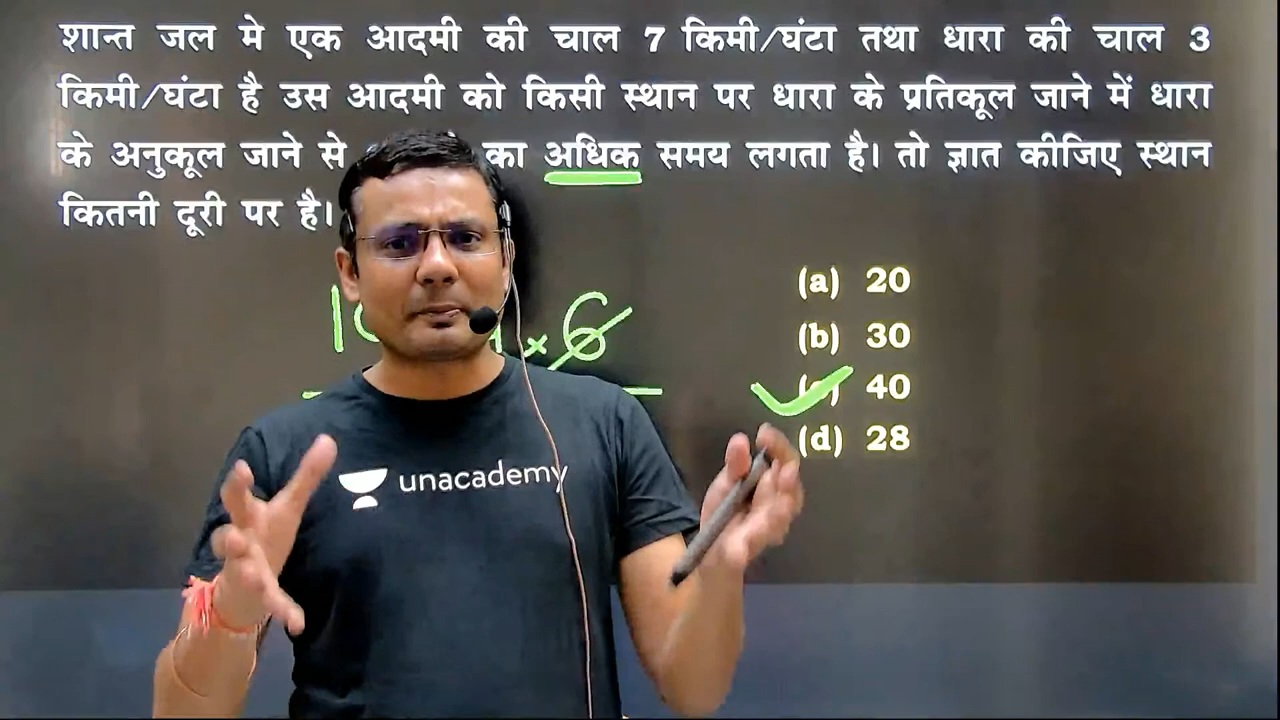 शान्त जल मे एक आदमी की चाल 7 किमी/घंटा तथा धारा की चाल 3
किमी/घंटा है उस आदमी को किसी स्थान पर धारा के प्रतिकूल जाने में धारा
के अनुकूल जाने से का अधिक समय लगता है। तो ज्ञात कीजिए स्थान
कितनी दूरी पर है।
(a) 20
(b) 30
× 6
40
(d) 28
unacademy